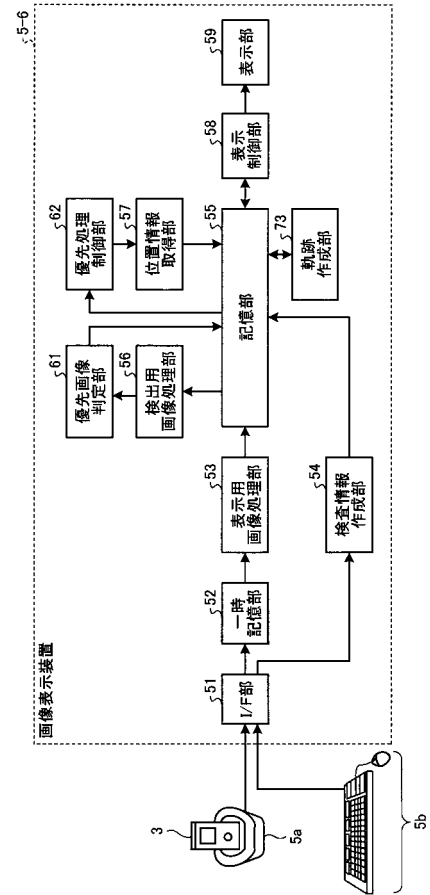 画像表示装置
5-6
3
5a
5b
51
I/F部
52
一時
記憶部
53
表示用
画像処理部
54
検査情報
作成部
61
優先画像
判定部
56
検出用
画像処理部
62
優先処理
制御部
57
位置情報
取得部
55
記憶部
73
軌跡
作成部
58
表示
制御部
59
表示部